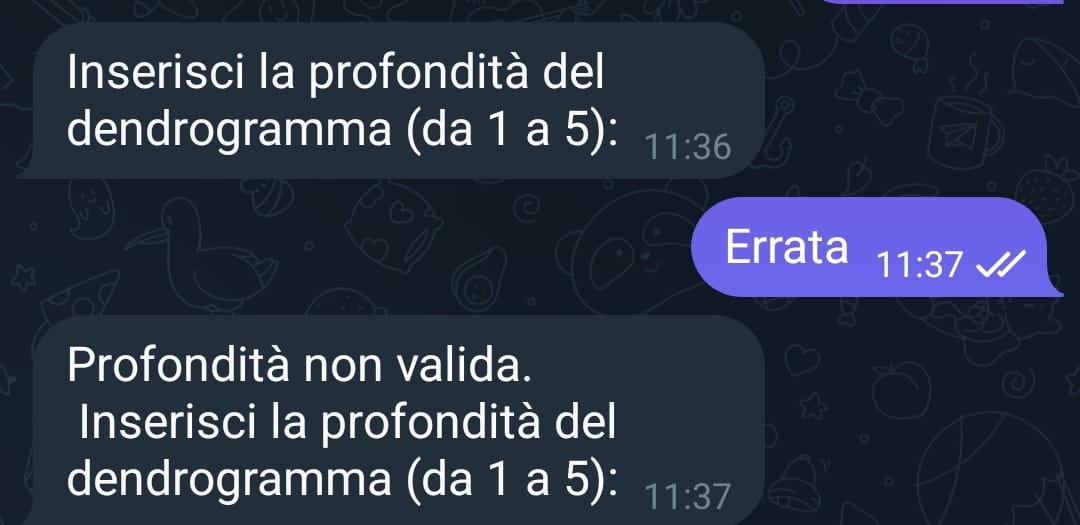 Inserisci la profondità del
dendrogramma (da 1 a 5): 11:36
Errata 11:37
Profondità non valida.
Inserisci la profondità del
dendrogramma (da 1 a 5): 11:37